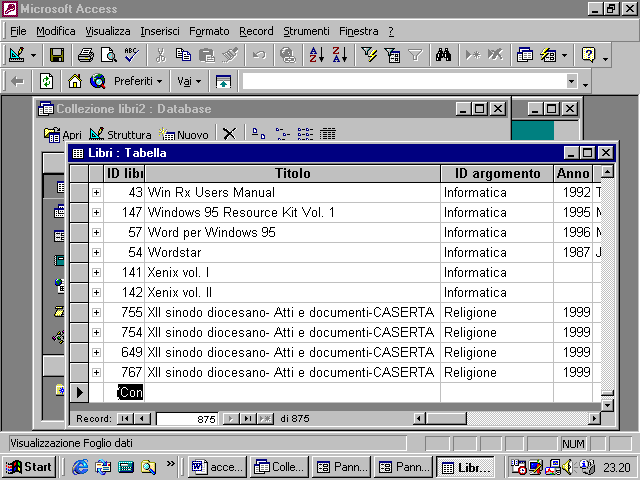 Microsoft Access
File Modifica Visualizza Inserisci Formato Record Strumenti Finestra ?
Preferiti Vai
Collezione libri2 : Database
Apri Struttura Nuovo
Libri : Tabella
ID libr Titolo ID argomento Anno
43 Win Rx Users Manual Informatica 1992 T
147 Windows 95 Resource Kit Vol. 1 Informatica 1995 M
57 Word per Windows 95 Informatica 1996 M
54 Wordstar Informatica 1987 J
141 Xenix vol. I Informatica
142 Xenix vol. II Informatica
755 XII sinodo diocesano- Atti e documenti-CASERTA Religione 1999
754 XII sinodo diocesano- Atti e documenti-CASERTA Religione 1999
649 XII sinodo diocesano- Atti e documenti-CASERTA Religione 1999
767 XII sinodo diocesano- Atti e documenti-CASERTA Religione 1999
Con
Record: 875 di 875
Visualizzazione Foglio dati NUM
Start » acce... Colle... Pann... Pann... Libr... 23.20